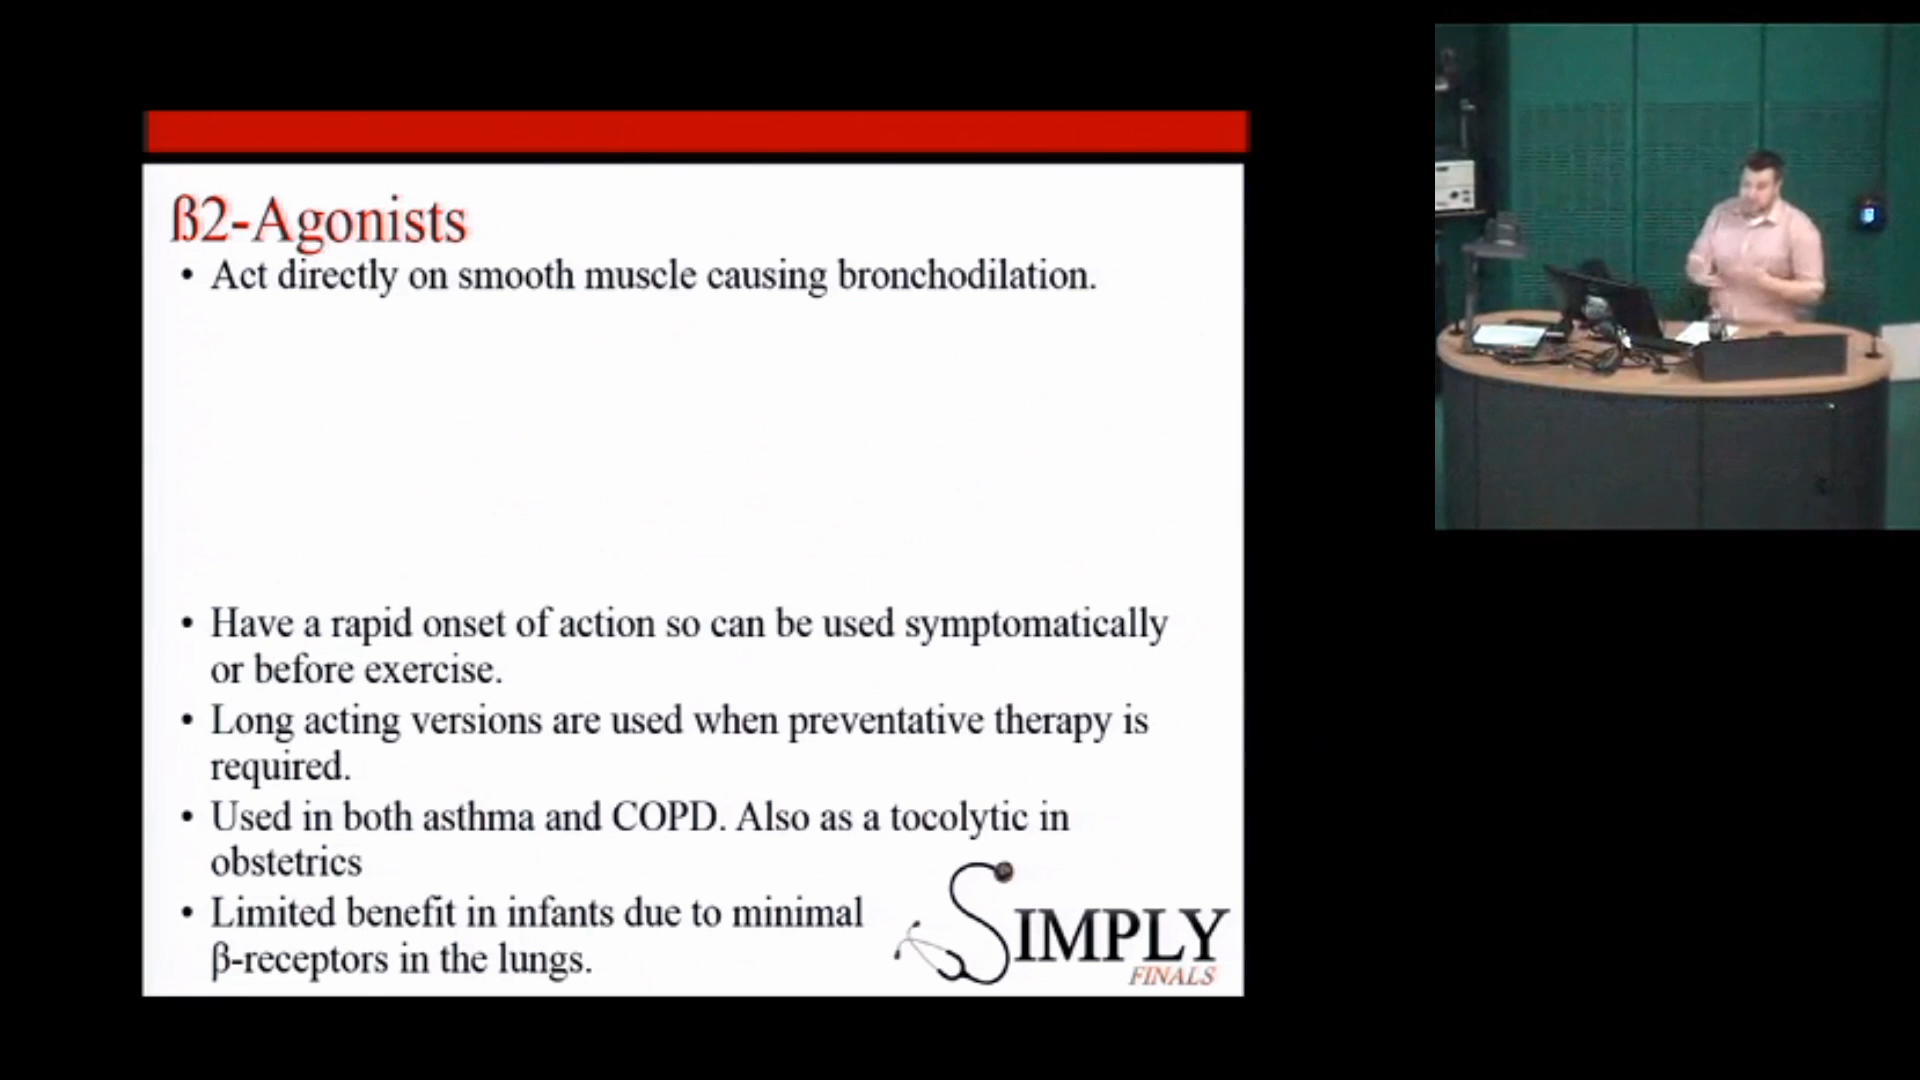 ß2-Agonists
• Act directly on smooth muscle causing bronchodilation.
• Have a rapid onset of action so can be used symptomatically
or before exercise.
• Long acting versions are used when preventative therapy is
required.
• Used in both asthma and COPD. Also as a tocolytic in
obstetrics
• Limited benefit in infants due to minimal
β-receptors in the lungs.
SIMPLY
FINALS